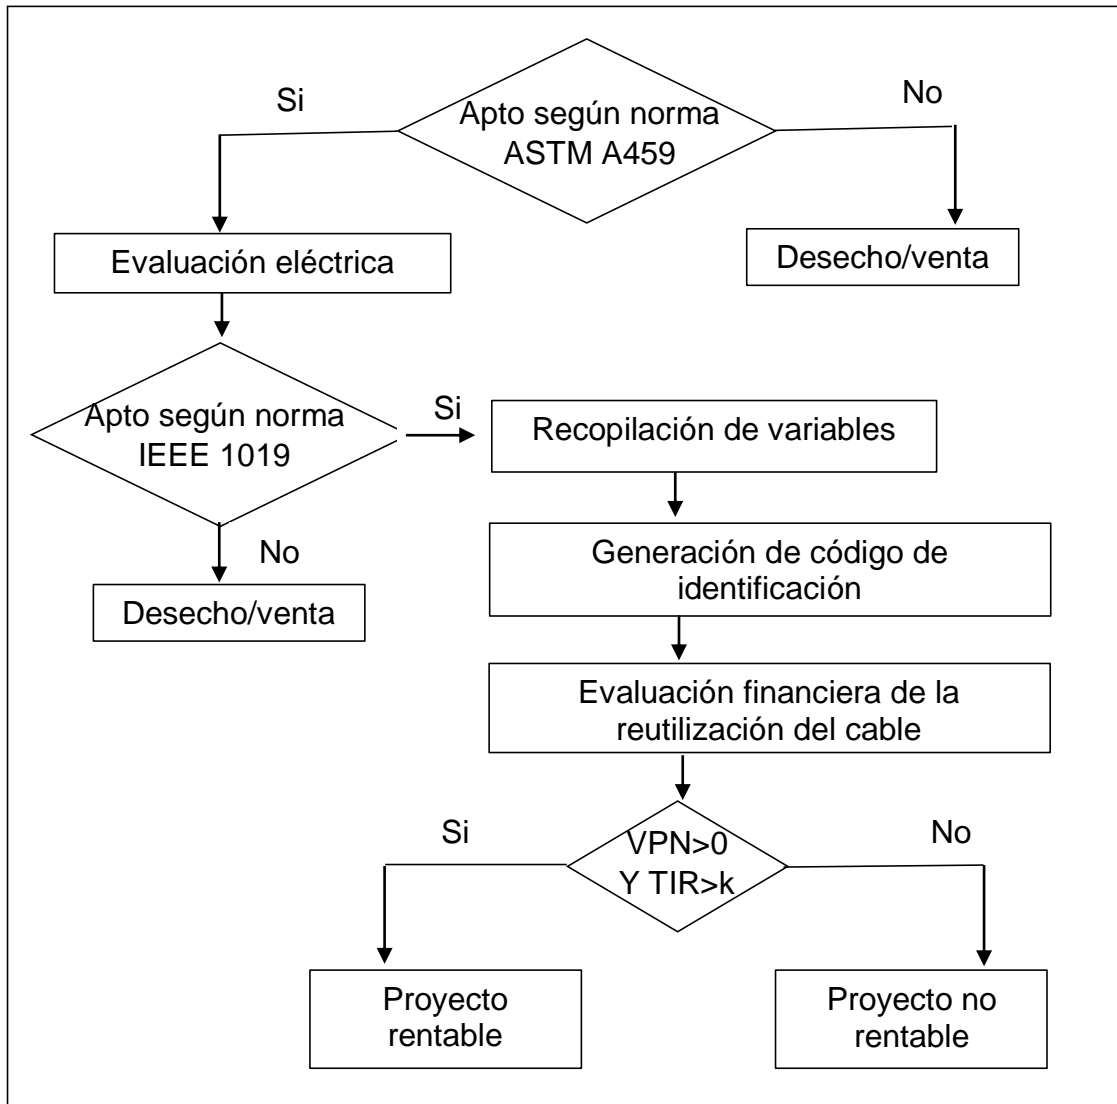 Si
No
Apto según norma
ASTM A459
Evaluación eléctrica
Desecho/venta
Apto según norma
IEEE 1019
Si
Recopilación de variables
No
Generación de código de
identificación
Desecho/venta
Evaluación financiera de la
reutilización del cable
Si
No
VPN>0
Y TIR>k
Proyecto
rentable
Proyecto no
rentable